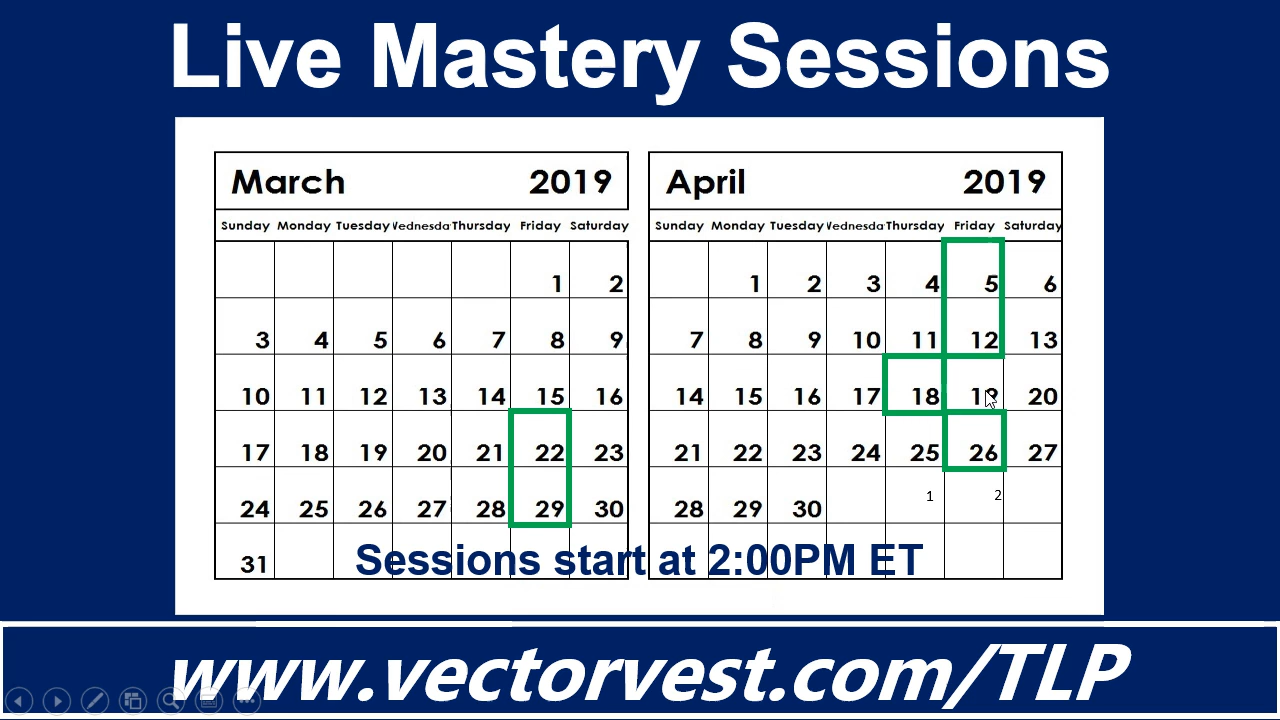 Live Mastery Sessions
March 2019
Sunday Monday Tuesday Wednesda Thursday Friday Saturday
1 2
3 4 5 6 7 8 9
10 11 12 13 14 15 16
17 18 19 20 21 22 23
24 25 26 27 28 29 30
31
April 2019
Sunday Monday Tuesday Wednesda Thursday Friday Saturday
1 2 3 4 5 6
7 8 9 10 11 12 13
14 15 16 17 18 19 20
21 22 23 24 25 26 27
28 29 30 1 2
Sessions start at 2:00PM ET
www.vectorvest.com/TLP